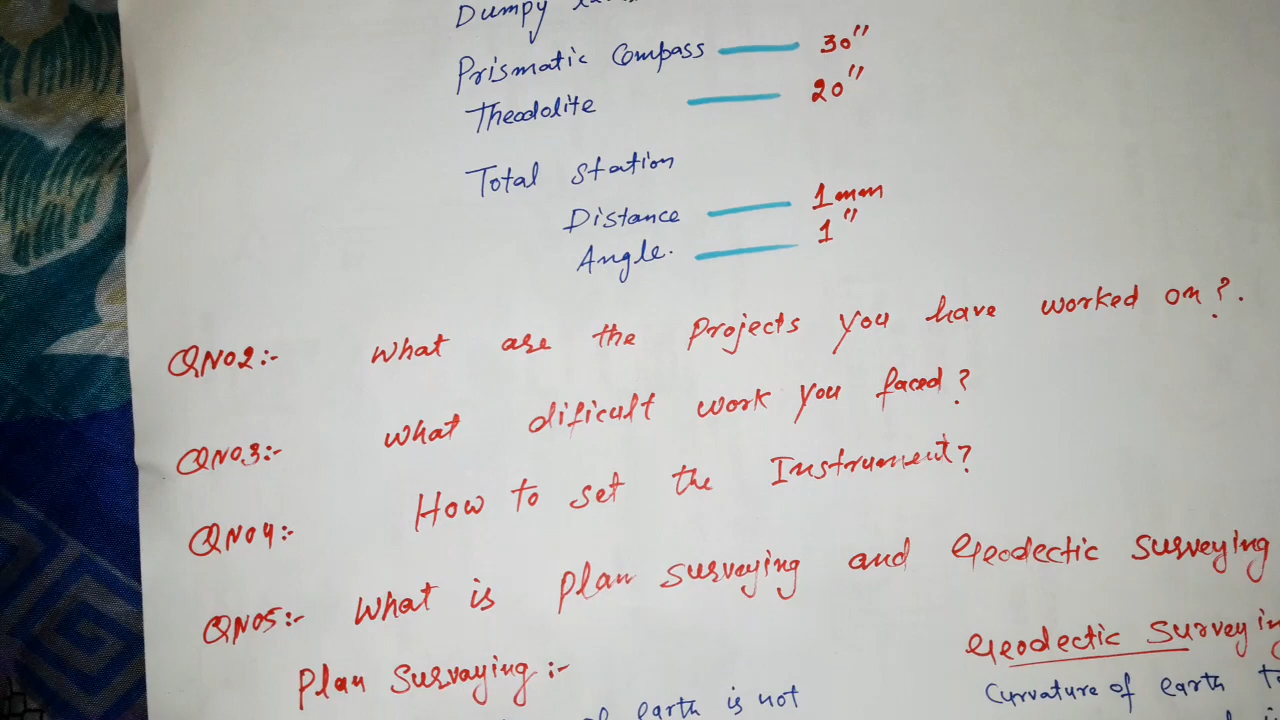 Dumpy
Prismatic Compass — 30"
Theodolite — 20"
Total Station
Distance — 1mm
Angle. — 1"
QNO2:- What are the Projects you have worked on?.
QNO3:- What dificult work you faced?
QNO4:- How to set the Instrument?
QNO5:- What is Plan surveying and Geodectic surveying
Plan Survaying :-
Geodectic Surveying
earth is not
Curvature of earth